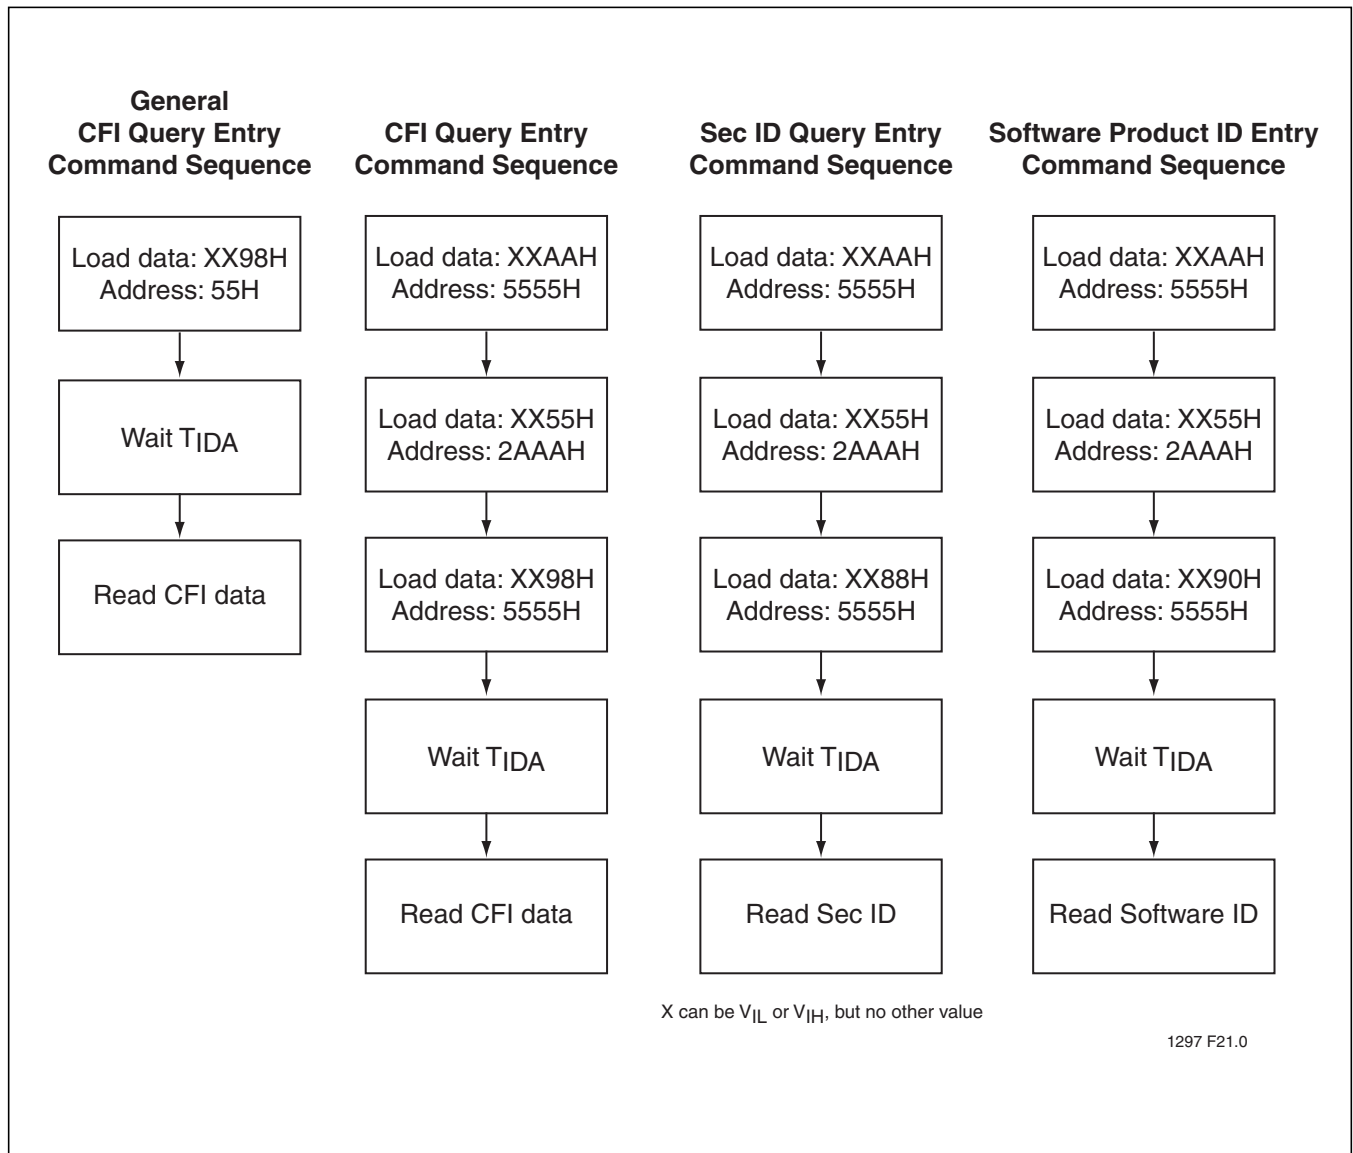 General
CFI Query Entry
Command Sequence
Load data: XX98H
Address: 55H
Wait TIDA
Read CFI data
CFI Query Entry
Command Sequence
Load data: XXAAH
Address: 5555H
Load data: XX55H
Address: 2AAAH
Load data: XX98H
Address: 5555H
Wait TIDA
Read CFI data
Sec ID Query Entry
Command Sequence
Load data: XXAAH
Address: 5555H
Load data: XX55H
Address: 2AAAH
Load data: XX88H
Address: 5555H
Wait TIDA
Read Sec ID
Software Product ID Entry
Command Sequence
Load data: XXAAH
Address: 5555H
Load data: XX55H
Address: 2AAAH
Load data: XX90H
Address: 5555H
Wait TIDA
Read Software ID
X can be VIL or VIH, but no other value
1297 F21.0